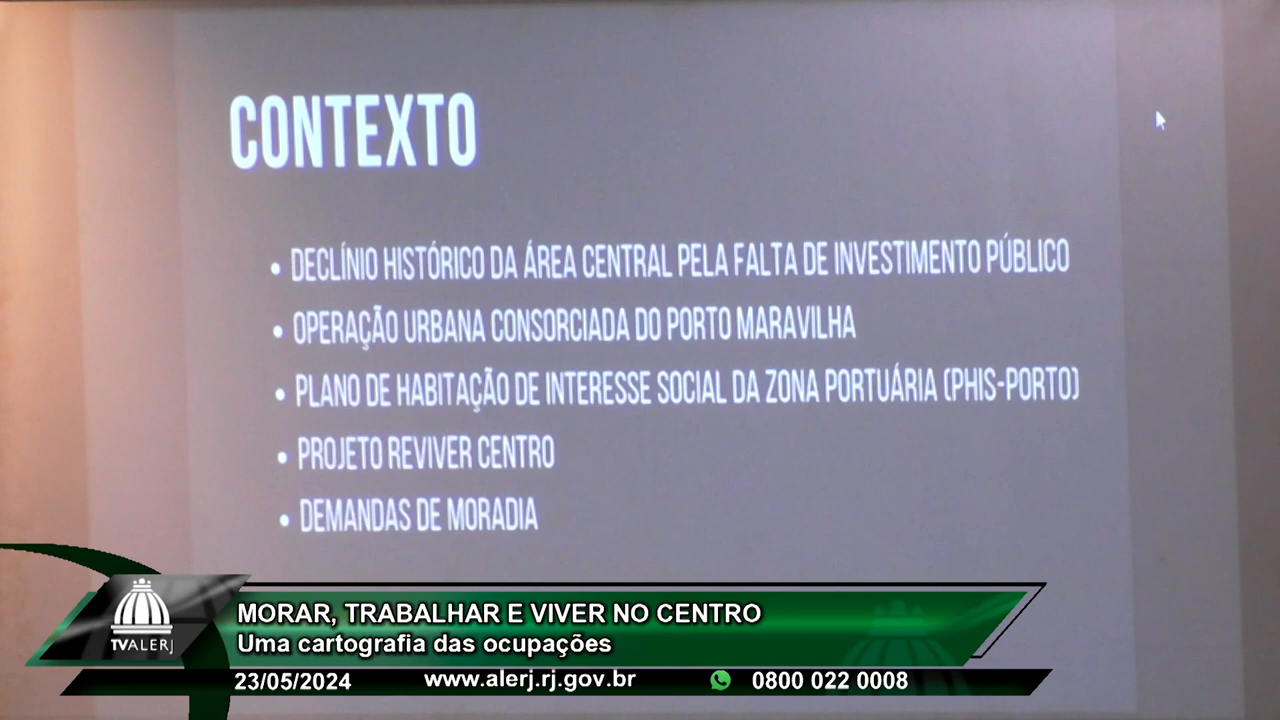 CONTEXTO
• DECLÍNIO HISTÓRICO DA ÁREA CENTRAL PELA FALTA DE INVESTIMENTO PÚBLICO
• OPERAÇÃO URBANA CONSORCIADA DO PORTO MARAVILHA
• PLANO DE HABITAÇÃO DE INTERESSE SOCIAL DA ZONA PORTUÁRIA (PHIS-PORTO)
• PROJETO REVIVER CENTRO
• DEMANDAS DE MORADIA
MORAR, TRABALHAR E VIVER NO CENTRO
Uma cartografia das ocupações
TVALERJ
23/05/2024 www.alerj.rj.gov.br 0800 022 0008